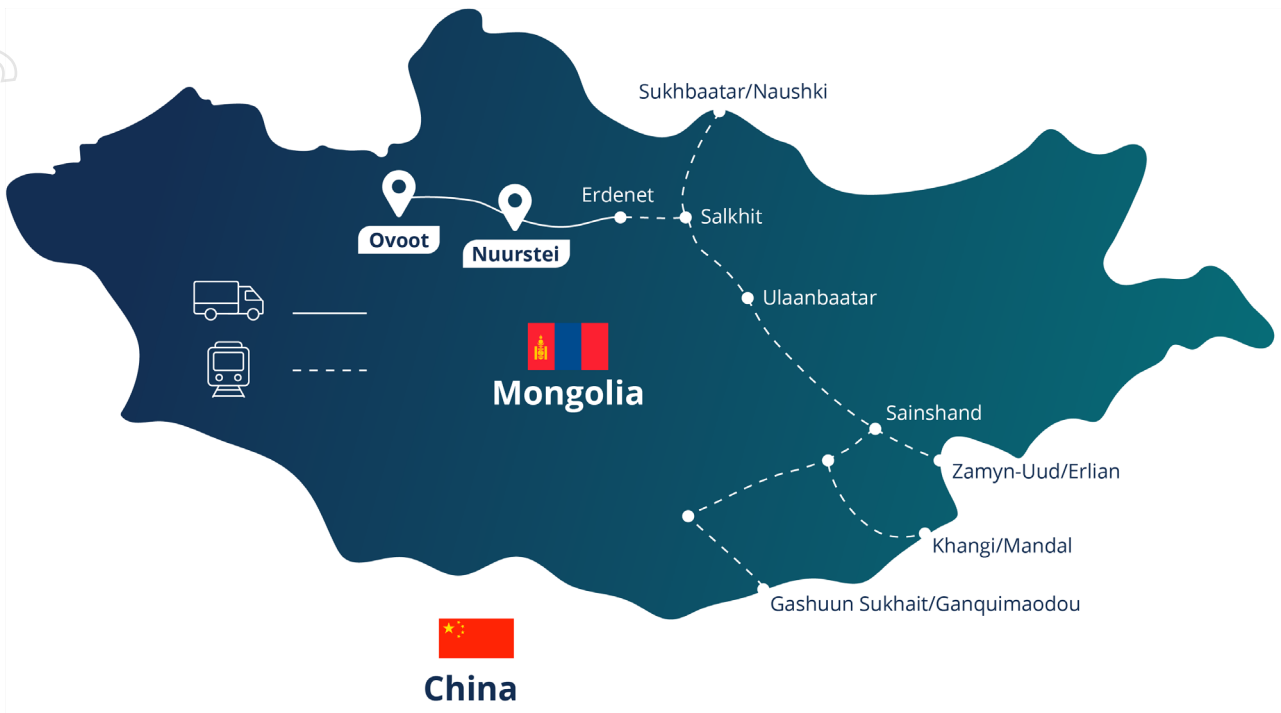 Sukhbaatar/Naushki
Erdenet
Salkhit
Ovoot
Nuurstei
Ulaanbaatar
Mongolia
Sainshand
Zamyn-Uud/Erlian
Khangi/Mandal
Gashuun Sukhait/Ganquimaodou
China